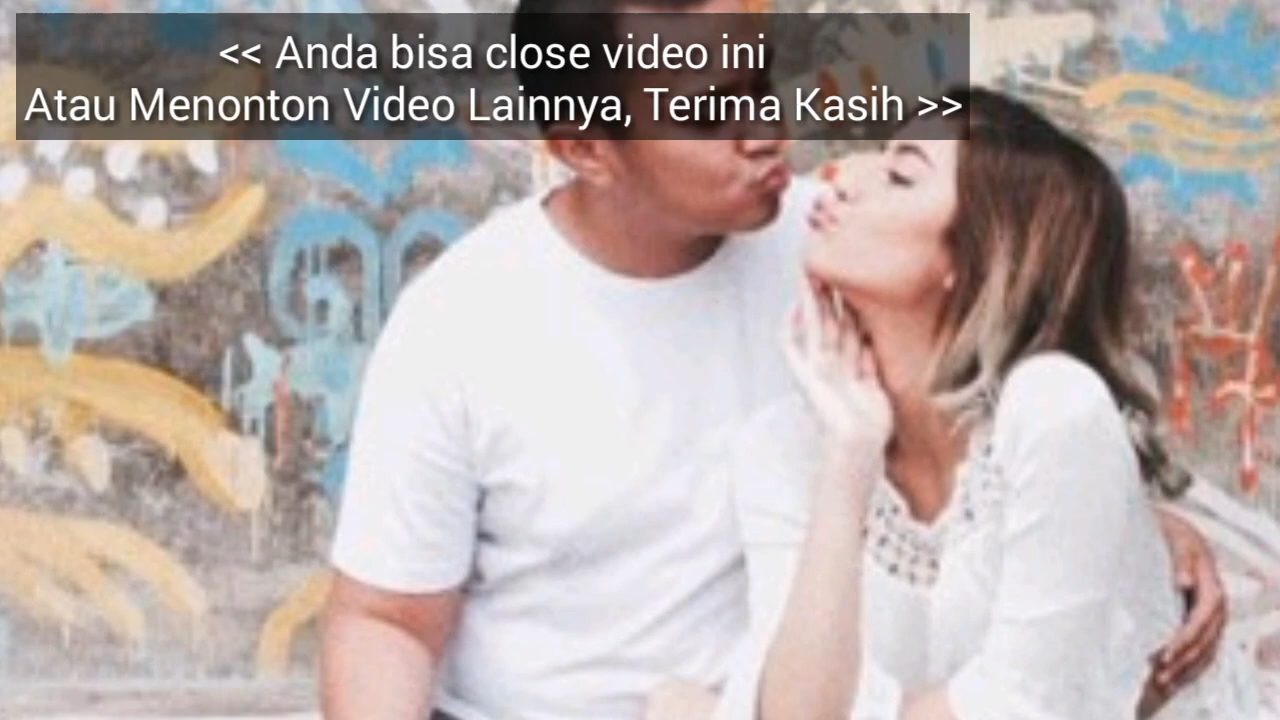 << Anda bisa close video ini
Atau Menonton Video Lainnya, Terima Kasih >>